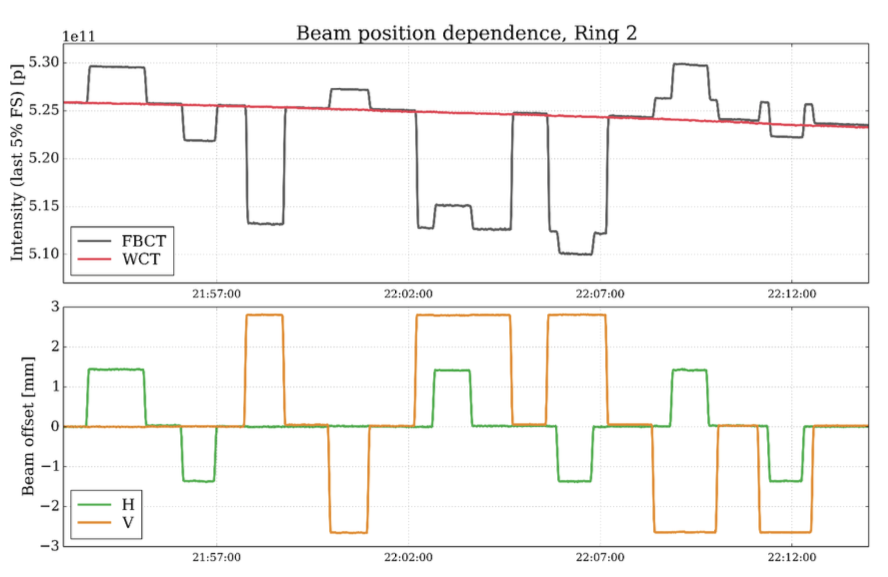 Beam position dependence, Ring 2
1e11
Intensity (last 5% FS) [p]
5.30
5.25
5.20
5.15
5.10
FBCT
WCT
21:57:00 22:02:00 22:07:00 22:12:00
Beam offset [mm]
3
2
1
0
−1
−2
−3
H
V
21:57:00 22:02:00 22:07:00 22:12:00